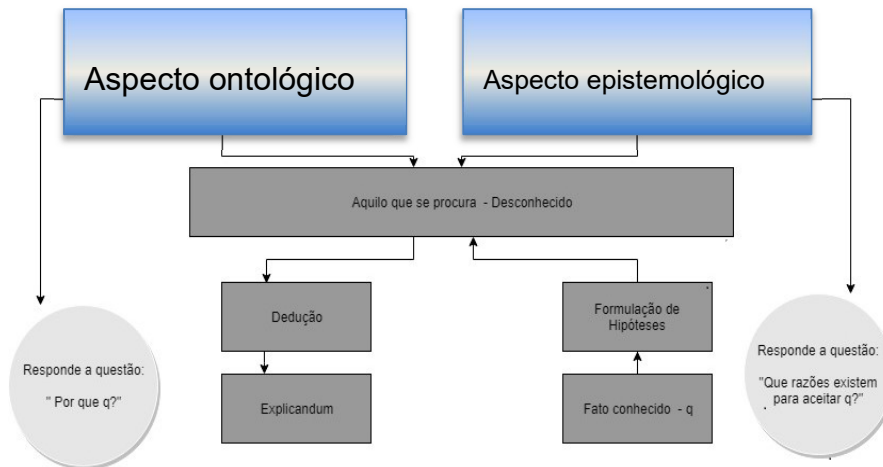 Aspecto ontológico
Aspecto epistemológico
Aquilo que se procura - Desconhecido
Dedução
Formulação de
Hipóteses
Responde a questão:
" Por que q?"
Explicandum
Fato conhecido - q
Responde a questão:
"Que razões existem
para aceitar q?"